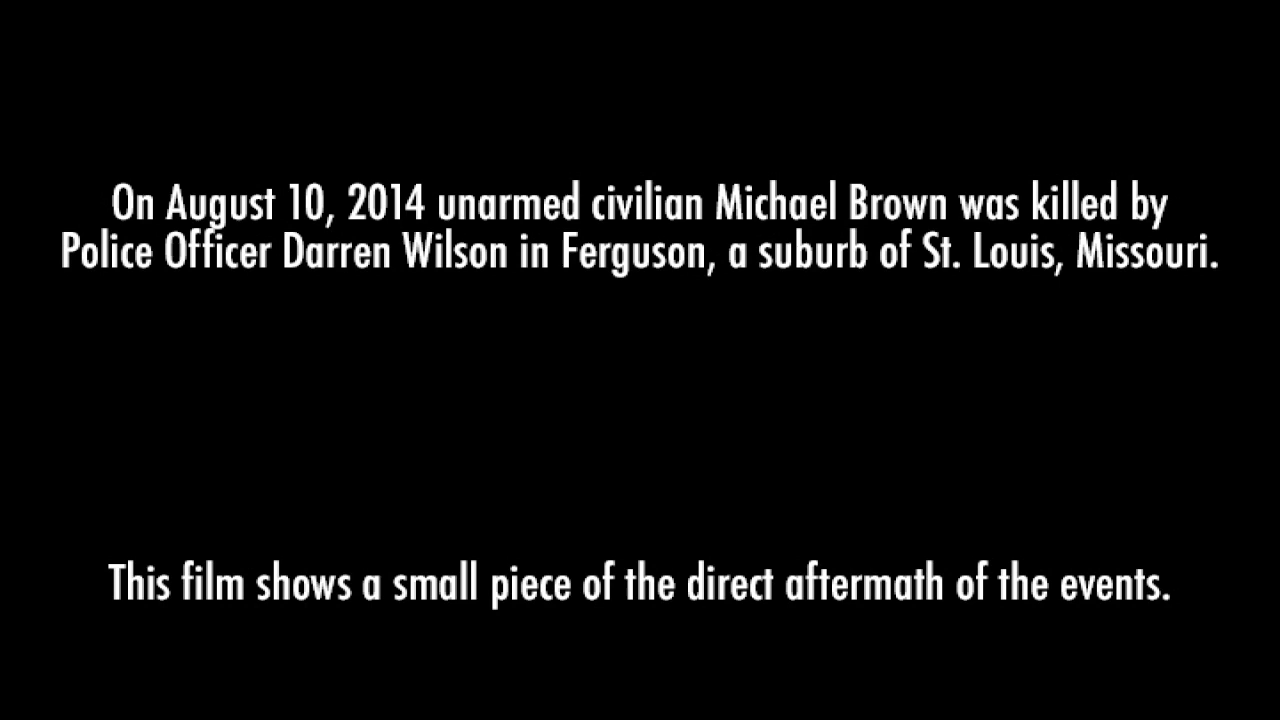 On August 10, 2014 unarmed civilian Michael Brown was killed by
Police Officer Darren Wilson in Ferguson, a suburb of St. Louis, Missouri.
This film shows a small piece of the direct aftermath of the events.